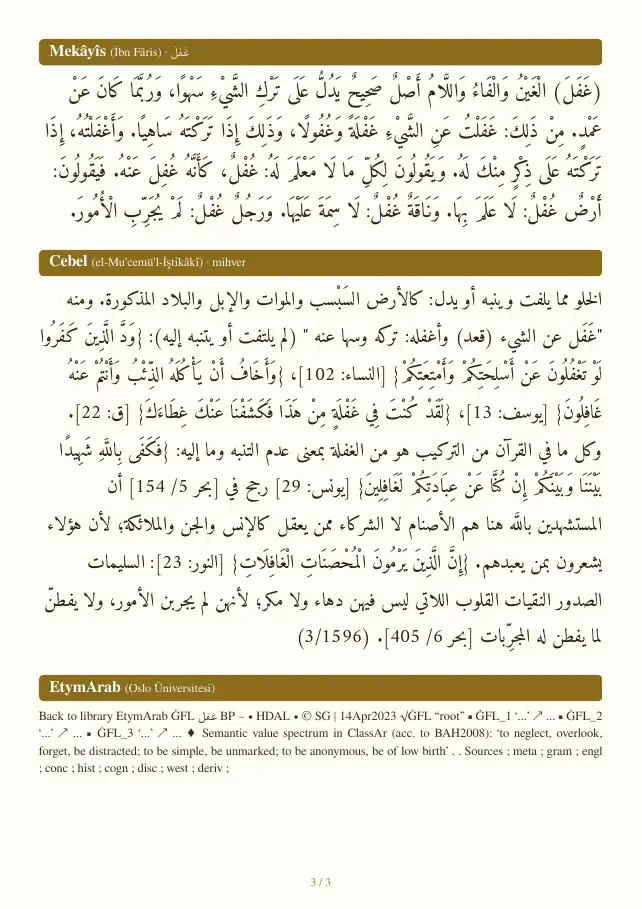 Mekâyîs (İbn Fâris) · غَفَلَ
(غَفَلَ) الْغَيْنُ وَالْفَاءُ وَاللَّامُ أَصْلٌ صَحِيحٌ يَدُلُّ عَلَى تَرْكِ الشَّيْءِ سَهْوًا، وَرُبَّمَا كَانَ عَنْ
عَمْدٍ. مِنْ ذَلِكَ: غَفَلْتُ عَنِ الشَّيْءِ غَفْلَةً وَغُفُولًا، وَذَلِكَ إِذَا تَرَكْتَهُ سَاهِيًا. وَأَغْفَلْتُهُ، إِذَا
تَرَكْتَهُ عَلَى ذِكْرٍ مِنْكَ لَهُ. وَيَقُولُونَ لِكُلِّ مَا لَا مَعْلَمَ لَهُ: غُفْلٌ، كَأَنَّهُ غُفِلَ عَنْهُ. فَيَقُولُونَ:
أَرْضٌ غُفْلٌ: لَا عَلَمَ بِهَا. وَنَاقَةٌ غُفْلٌ: لَا سِمَةَ عَلَيْهَا. وَرَجُلٌ غُفْلٌ: لَمْ يُجَرِّبِ الْأُمُورَ.
Cebel (el-Mu'cemü'l-İştikâkî) · mihver
الخلو مما يلفت وينبه أو يدل: كالأرض السَبْسب والموات والإبل والبلاد المذكورة. ومنه
"غَفَل عن الشيء (قعد) وأغفله: تركه وسها عنه " (لم يلتفت أو يتنبه إليه): {وَدَّ الَّذِينَ كَفَرُوا
لَوْ تَغْفُلُونَ عَنْ أَسْلِحَتِكُمْ وَأَمْتِعَتِكُمْ} [النساء: 102]، {وَأَخَافُ أَنْ يَأْكُلَهُ الذِّئْبُ وَأَنْتُمْ عَنْهُ
غَافِلُونَ} [يوسف: 13]، {لَقَدْ كُنْتَ فِي غَفْلَةٍ مِنْ هَذَا فَكَشَفْنَا عَنْكَ غِطَاءَكَ} [ق: 22].
وكل ما في القرآن من التركيب هو من الغفلة بمعنى عدم التنبه وما إليه: {فَكَفَى بِاللَّهِ شَهِيدًا
بَيْنَنَا وَبَيْنَكُمْ إِنْ كُنَّا عَنْ عِبَادَتِكُمْ لَغَافِلِينَ} [يونس: 29] رجح في [بحر 5/ 154] أن
المستشهدين بالله هنا هم الأصنام لا الشركاء ممن يعقل كالإنس والجن والملائكة؛ لأن هؤلاء
يشعرون بمن يعبدهم. {إِنَّ الَّذِينَ يَرْمُونَ الْمُحْصَنَاتِ الْغَافِلَاتِ} [النور: 23]: السليمات
الصدور النقيات القلوب اللاتي ليس فيهن دهاء ولا مكر؛ لأنهن لم يجربن الأمور، ولا يفطنّ
لما يفطن له المجرِّبات [بحر 6/ 405]. (3/1596)
EtymArab (Oslo Üniversitesi)
Back to library EtymArab ĠFL غفل BP – • HDAL • © SG | 14Apr2023 √ĠFL “root” ▪ ĠFL_1 ‘...’ ↗ ... ▪ ĠFL_2
‘...’ ↗ ... ▪ ĠFL_3 ‘...’ ↗ ... ♦ Semantic value spectrum in ClassAr (acc. to BAH2008): ‘to neglect, overlook,
forget, be distracted; to be simple, be unmarked; to be anonymous, be of low birth’ . . Sources ; meta ; gram ; engl
; conc ; hist ; cogn ; disc ; west ; deriv ;
3 / 3